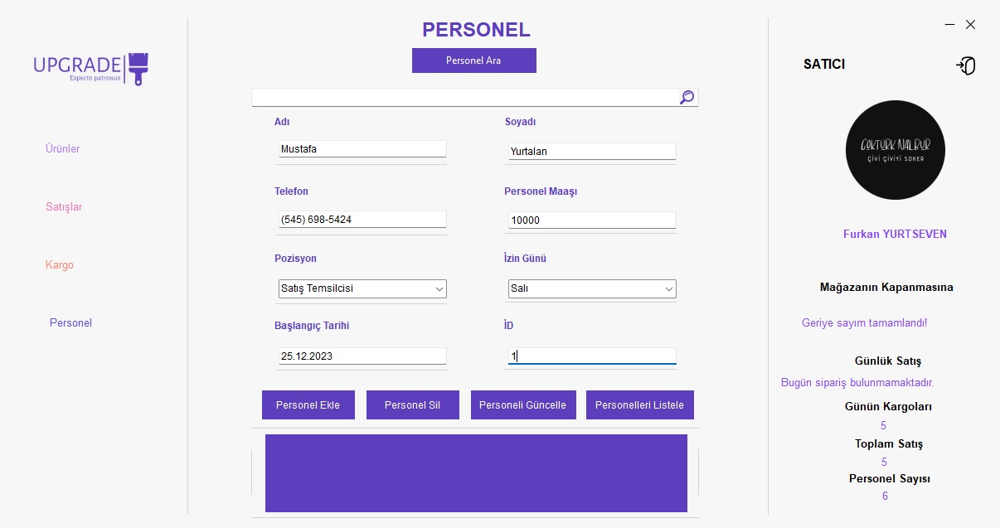 UPGRADE
Expecto patronus
Ürünler
Satışlar
Kargo
Personel
PERSONEL
Personel Ara
Adı
Soyadı
Mustafa
Yurtalan
Telefon
Personel Maaşı
(545) 698-5424
10000
Pozisyon
İzin Günü
Satış Temsilcisi
Salı
Başlangıç Tarihi
İD
25.12.2023
1
Personel Ekle
Personel Sil
Personeli Güncelle
Personelleri Listele
SATICI
GÖKTÜRK NALBUR
ÇİVİ ÇİVİYİ SÖKER
Furkan YURTSEVEN
Mağazanın Kapanmasına
Geriye sayım tamamlandı!
Günlük Satış
Bugün sipariş bulunmamaktadır.
Günün Kargoları
5
Toplam Satış
5
Personel Sayısı
6